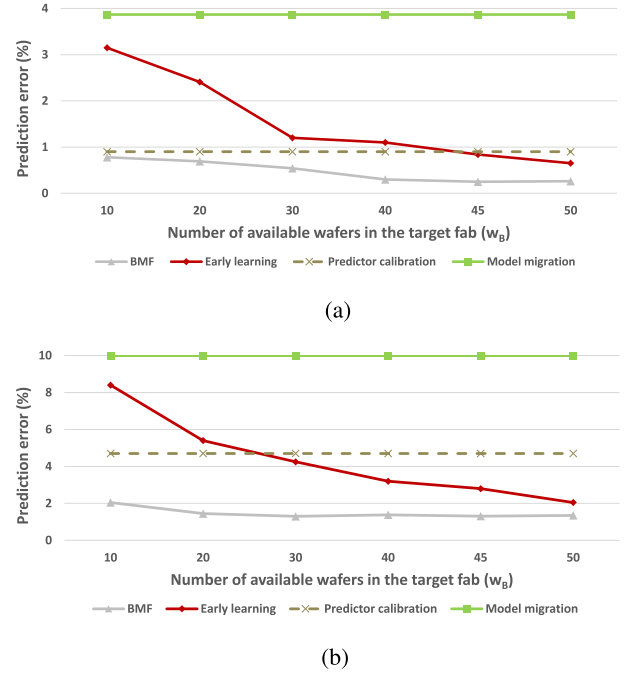 4
3
2
1
0
Prediction error (%)
10 20 30 40 45 50
Number of available wafers in the target fab (w_B)
BMF Early learning Predictor calibration Model migration
(a)
10
8
6
4
2
0
Prediction error (%)
10 20 30 40 45 50
Number of available wafers in the target fab (w_B)
BMF Early learning Predictor calibration Model migration
(b)